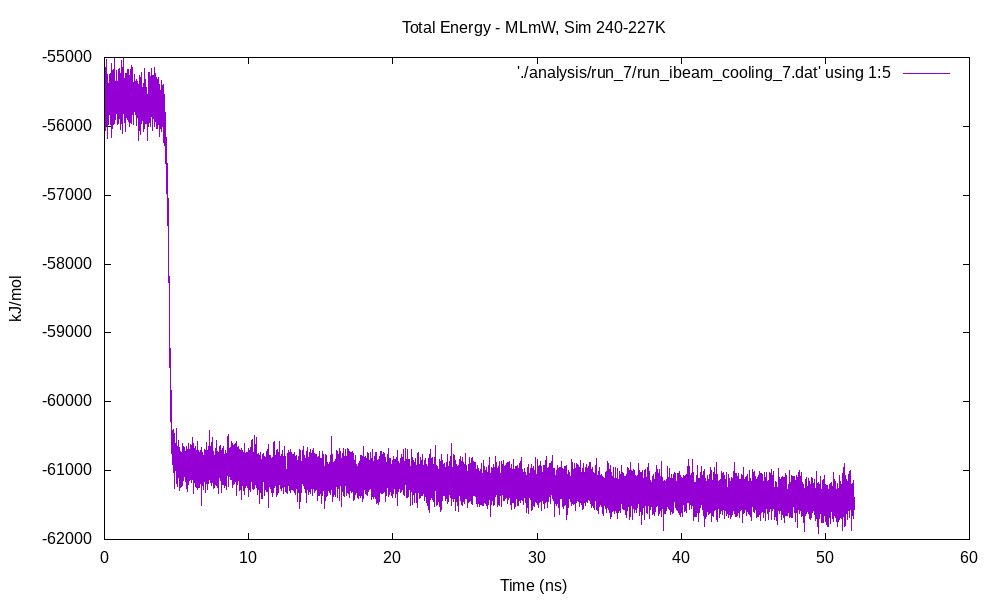 Total Energy - MLmW, Sim 240-227K
'./analysis/run_7/run_ibeam_cooling_7.dat' using 1:5
-55000
-56000
-57000
-58000
-59000
-60000
-61000
-62000
kJ/mol
0 10 20 30 40 50 60
Time (ns)